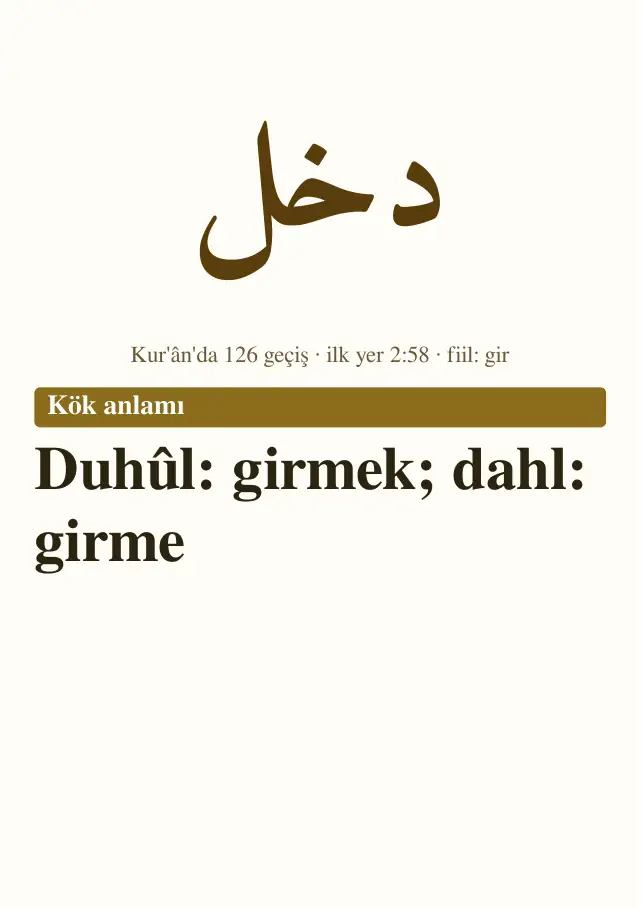 دخل
Kur'ân'da 126 geçiş · ilk yer 2:58 · fiil: gir
Kök anlamı
Duhûl: girmek; dahl:
girme